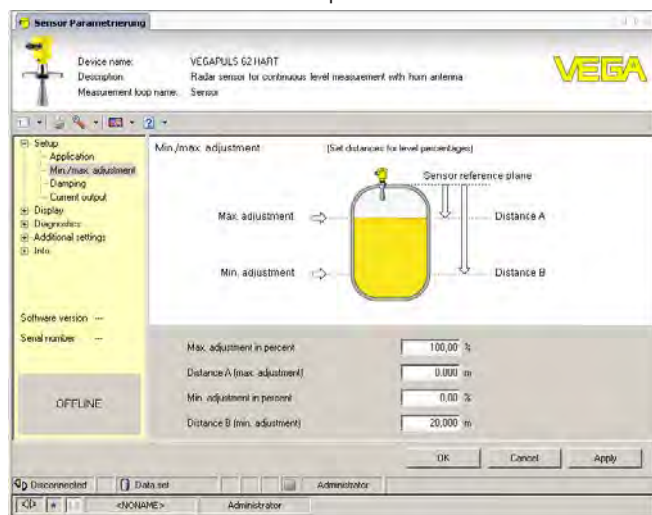 Sensor Parametrierung
Device name: VEGAPULS 62 HART
Description: Radar sensor for continuous level measurement with horn antenna
Measurement loop name: Sensor
VEGA
Setup
Application
Min./max. adjustment
Damping
Current output
Display
Diagnostics
Additional settings
Info
Software version ---
Serial number ---
OFFLINE
Min./max. adjustment (Set distances for level percentages)
Sensor reference plane
Max. adjustment
Distance A
Min. adjustment
Distance B
Max. adjustment in percent 100,00 %
Distance A (max. adjustment) 0,000 m
Min. adjustment in percent 0,00 %
Distance B (min. adjustment) 20,000 m
OK Cancel Apply
Disconnected Data set Administrator
<NONAME> Administrator